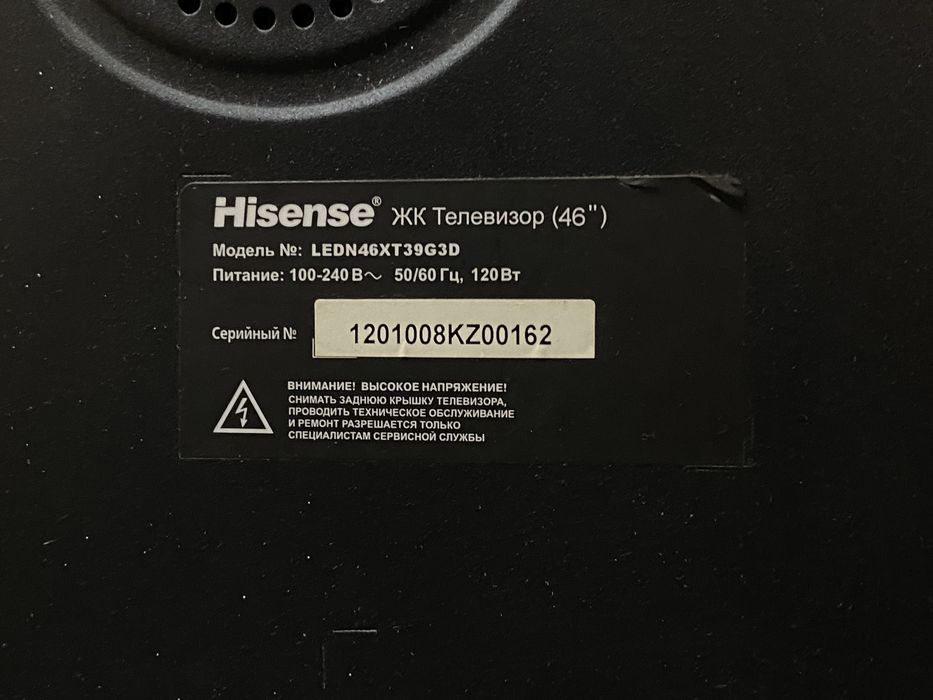 Hisense® ЖК Телевизор (46")
Модель №: LEDN46XT39G3D
Питание: 100-240 В~ 50/60 Гц, 120 Вт
Серийный № 1201008KZ00162
ВНИМАНИЕ! ВЫСОКОЕ НАПРЯЖЕНИЕ!
СНИМАТЬ ЗАДНЮЮ КРЫШКУ ТЕЛЕВИЗОРА,
ПРОВОДИТЬ ТЕХНИЧЕСКОЕ ОБСЛУЖИВАНИЕ
И РЕМОНТ РАЗРЕШАЕТСЯ ТОЛЬКО
СПЕЦИАЛИСТАМ СЕРВИСНОЙ СЛУЖБЫ